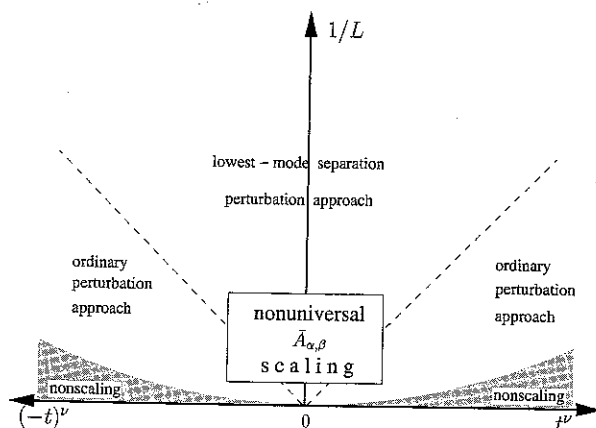 1/L
lowest – mode separation
perturbation approach
ordinary
perturbation
approach
ordinary
perturbation
approach
nonuniversal
Ā_{α,β}
scaling
nonscaling
nonscaling
(-t)^ν
0
t^ν